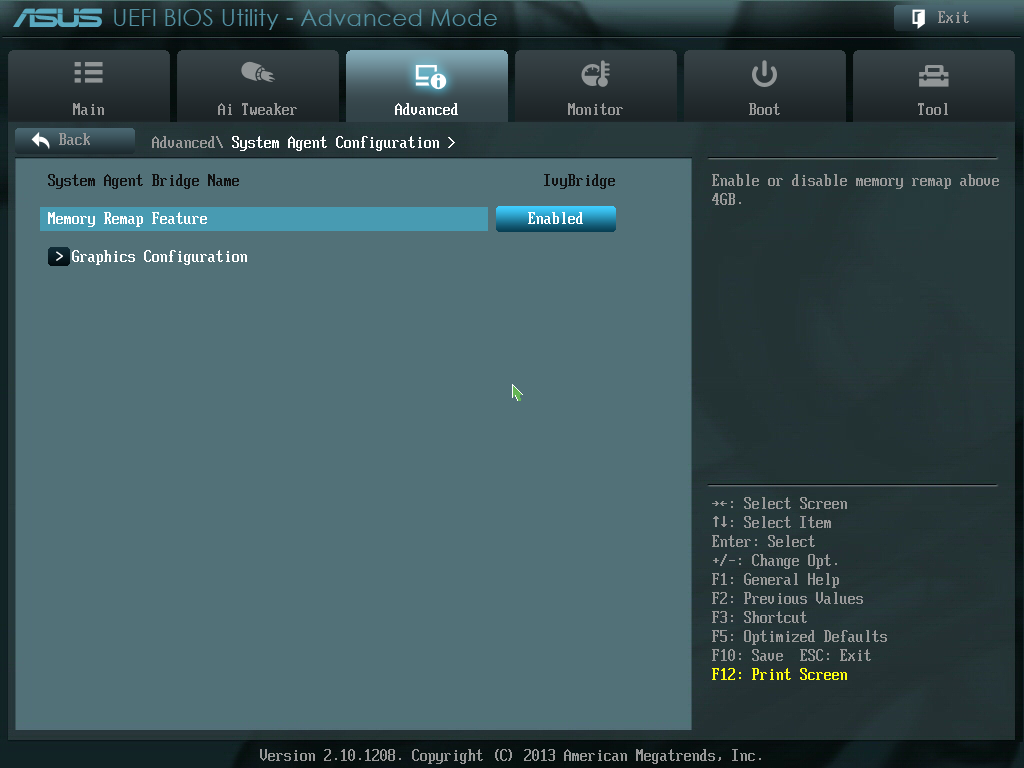 ASUS UEFI BIOS Utility - Advanced Mode
Exit
Main
Ai Tweaker
Advanced
Monitor
Boot
Tool
Back
Advanced\ System Agent Configuration >
System Agent Bridge Name
IvyBridge
Memory Remap Feature
Enabled
> Graphics Configuration
Enable or disable memory remap above
4GB.
→←: Select Screen
↑↓: Select Item
Enter: Select
+/-: Change Opt.
F1: General Help
F2: Previous Values
F3: Shortcut
F5: Optimized Defaults
F10: Save  ESC: Exit
F12: Print Screen
Version 2.10.1208. Copyright (C) 2013 American Megatrends, Inc.